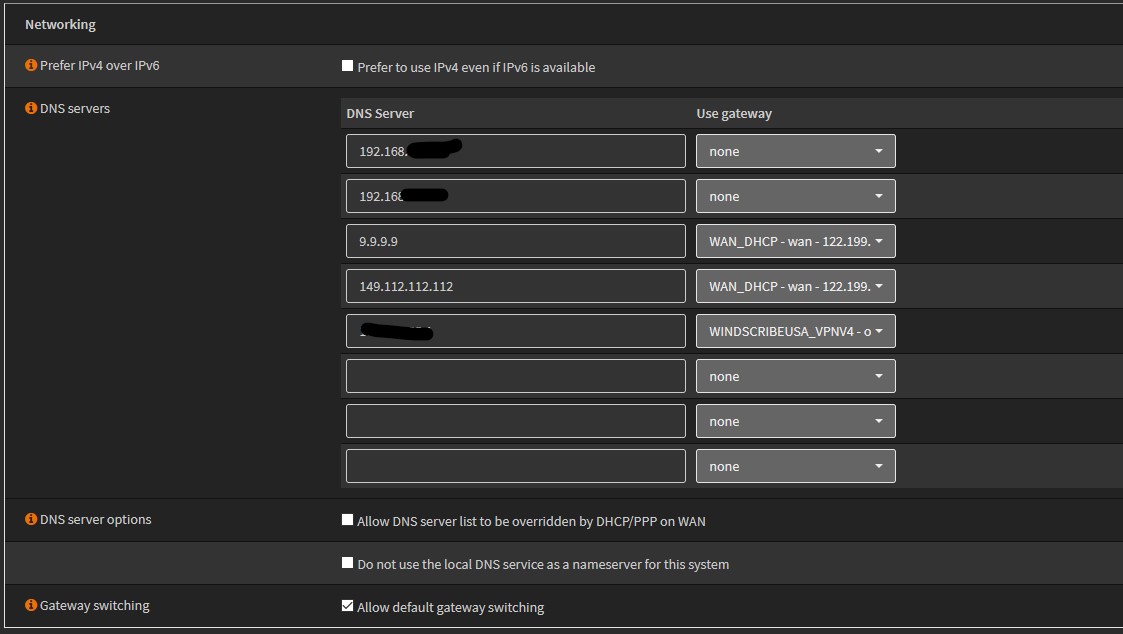 Networking
Prefer IPv4 over IPv6
Prefer to use IPv4 even if IPv6 is available
DNS servers
DNS Server Use gateway
192.168. none
192.168 none
9.9.9.9 WAN_DHCP - wan - 122.199.
149.112.112.112 WAN_DHCP - wan - 122.199.
WINDSCRIBEUSA_VPNV4 - o
none
none
none
DNS server options
Allow DNS server list to be overridden by DHCP/PPP on WAN
Do not use the local DNS service as a nameserver for this system
Gateway switching
Allow default gateway switching